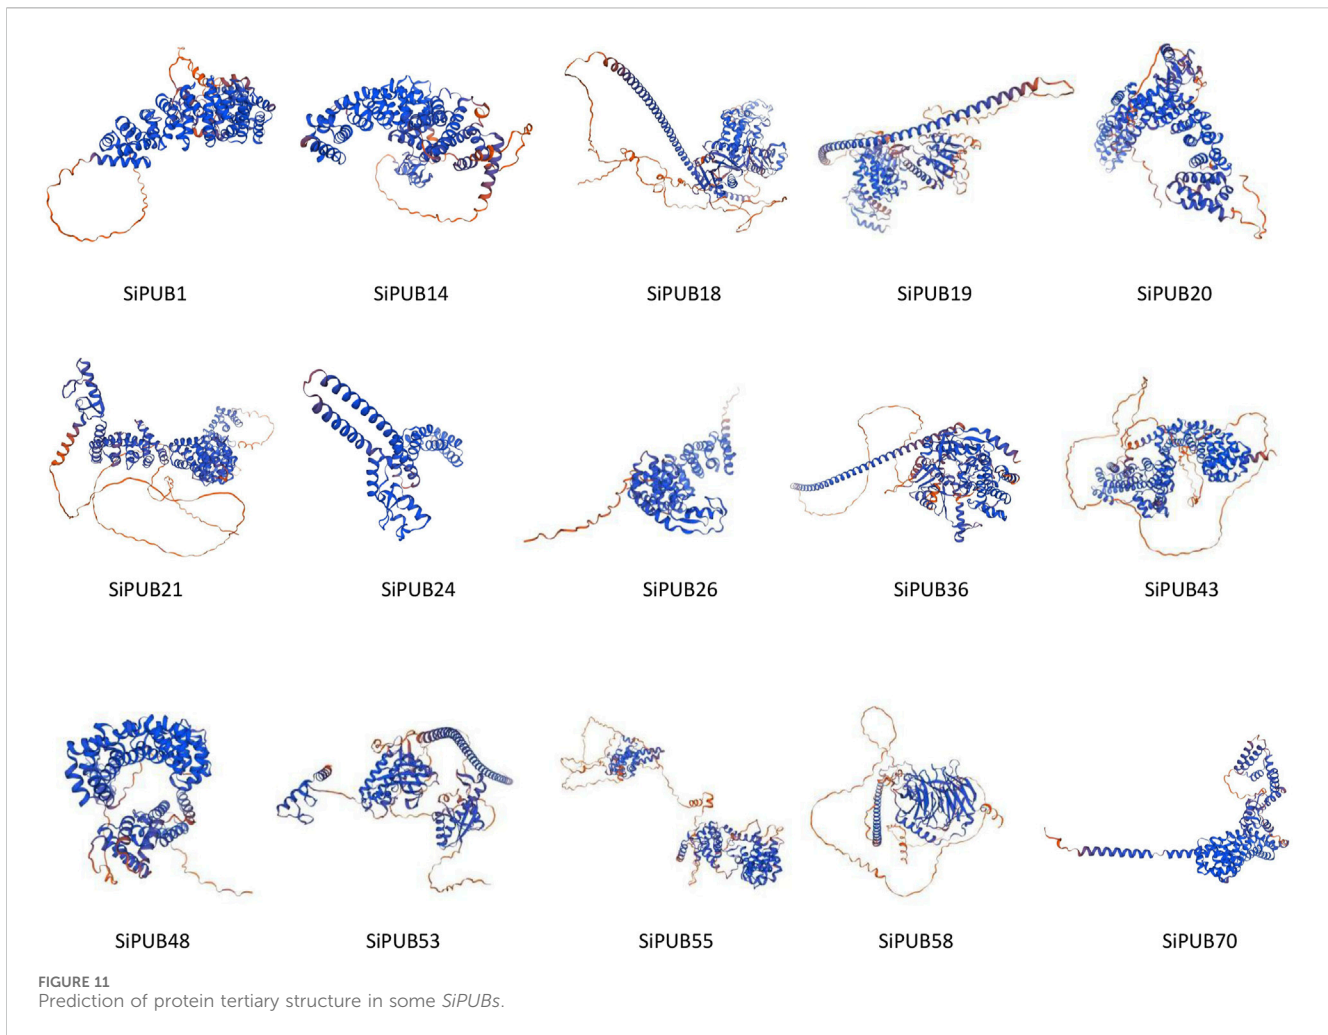 SiPUB1
SiPUB14
SiPUB18
SiPUB19
SiPUB20
SiPUB21
SiPUB24
SiPUB26
SiPUB36
SiPUB43
SiPUB48
SiPUB53
SiPUB55
SiPUB58
SiPUB70
FIGURE 11
Prediction of protein tertiary structure in some SiPUBs.